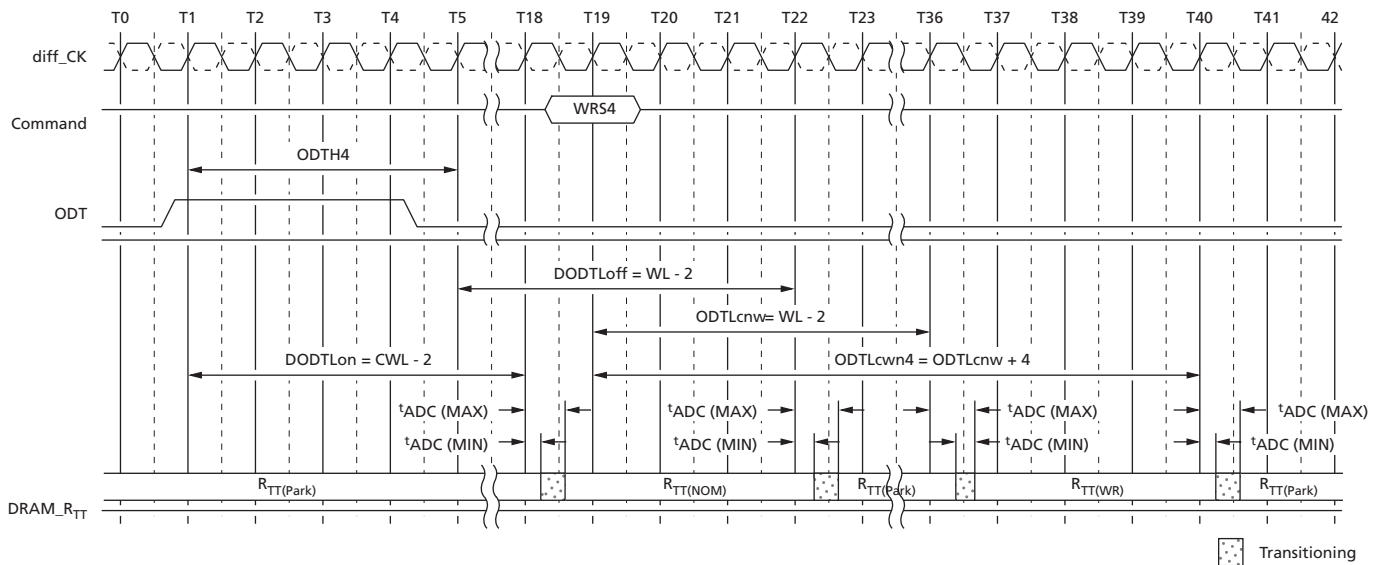 T0 T1 T2 T3 T4 T5 T18 T19 T20 T21 T22 T23 T36 T37 T38 T39 T40 T41 42
diff_CK
Command
WRS4
ODTH4
ODT
DODTLoff = WL - 2
ODTLcnw= WL - 2
DODTLon = CWL - 2
ODTLcwn4 = ODTLcnw + 4
tADC (MAX) tADC (MAX) tADC (MAX) tADC (MAX)
tADC (MIN) tADC (MIN) tADC (MIN) tADC (MIN)
RTT(Park) RTT(NOM) RTT(Park) RTT(WR) RTT(Park)
DRAM_RTT
Transitioning